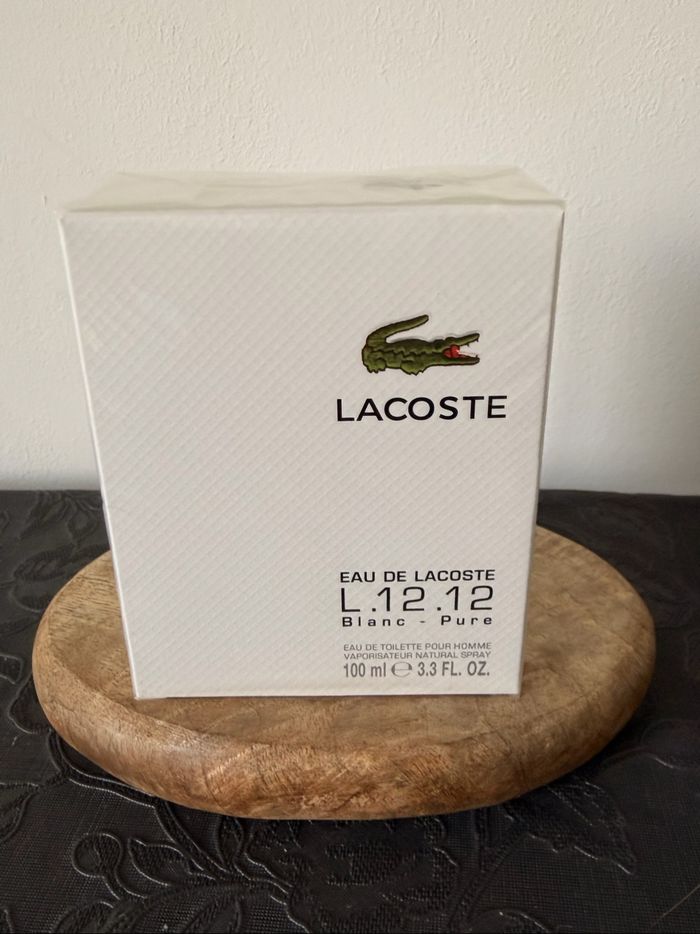 LACOSTE
EAU DE LACOSTE
L.12.12
Blanc - Pure
EAU DE TOILETTE POUR HOMME
VAPORISATEUR NATURAL SPRAY
100 ml ℮ 3.3 FL. OZ.